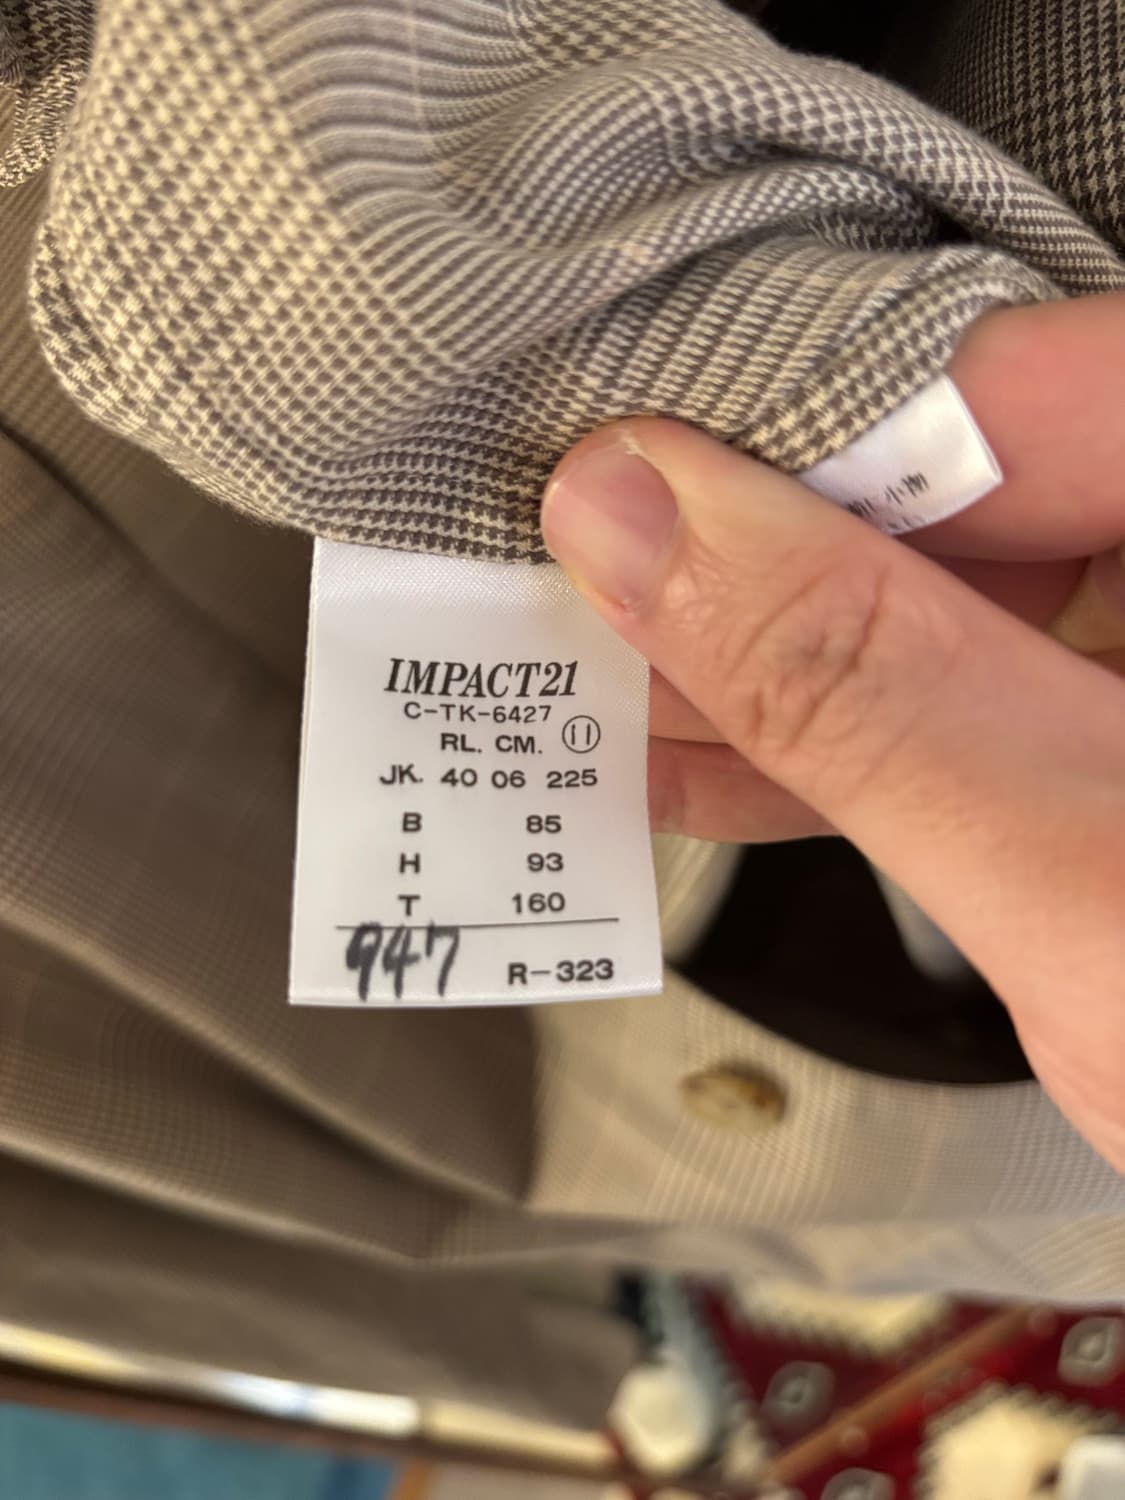 IMPACT21
C-TK-6427
RL. CM. ⑪
JK. 40 06 225
B 85
H 93
T 160
947 R-323